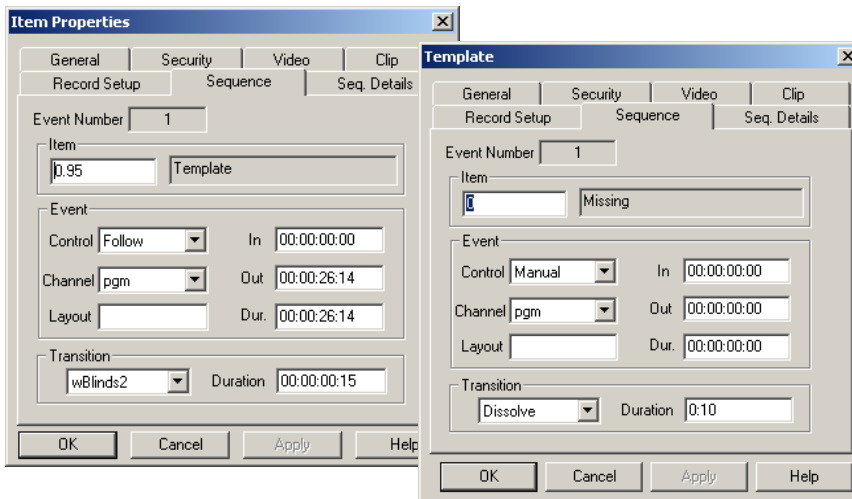 Item Properties
General Security Video Clip
Record Setup Sequence Seq. Details
Event Number 1
Item
0.95 Template
Event
Control Follow In 00:00:00:00
Channel pgm Out 00:00:26:14
Layout Dur. 00:00:26:14
Transition
wBlinds2 Duration 00:00:00:15
OK Cancel Apply Help
Template
General Security Video Clip
Record Setup Sequence Seq. Details
Event Number 1
Item
0 Missing
Event
Control Manual In 00:00:00:00
Channel pgm Out 00:00:00:00
Layout Dur. 00:00:00:00
Transition
Dissolve Duration 0:10
OK Cancel Apply Help